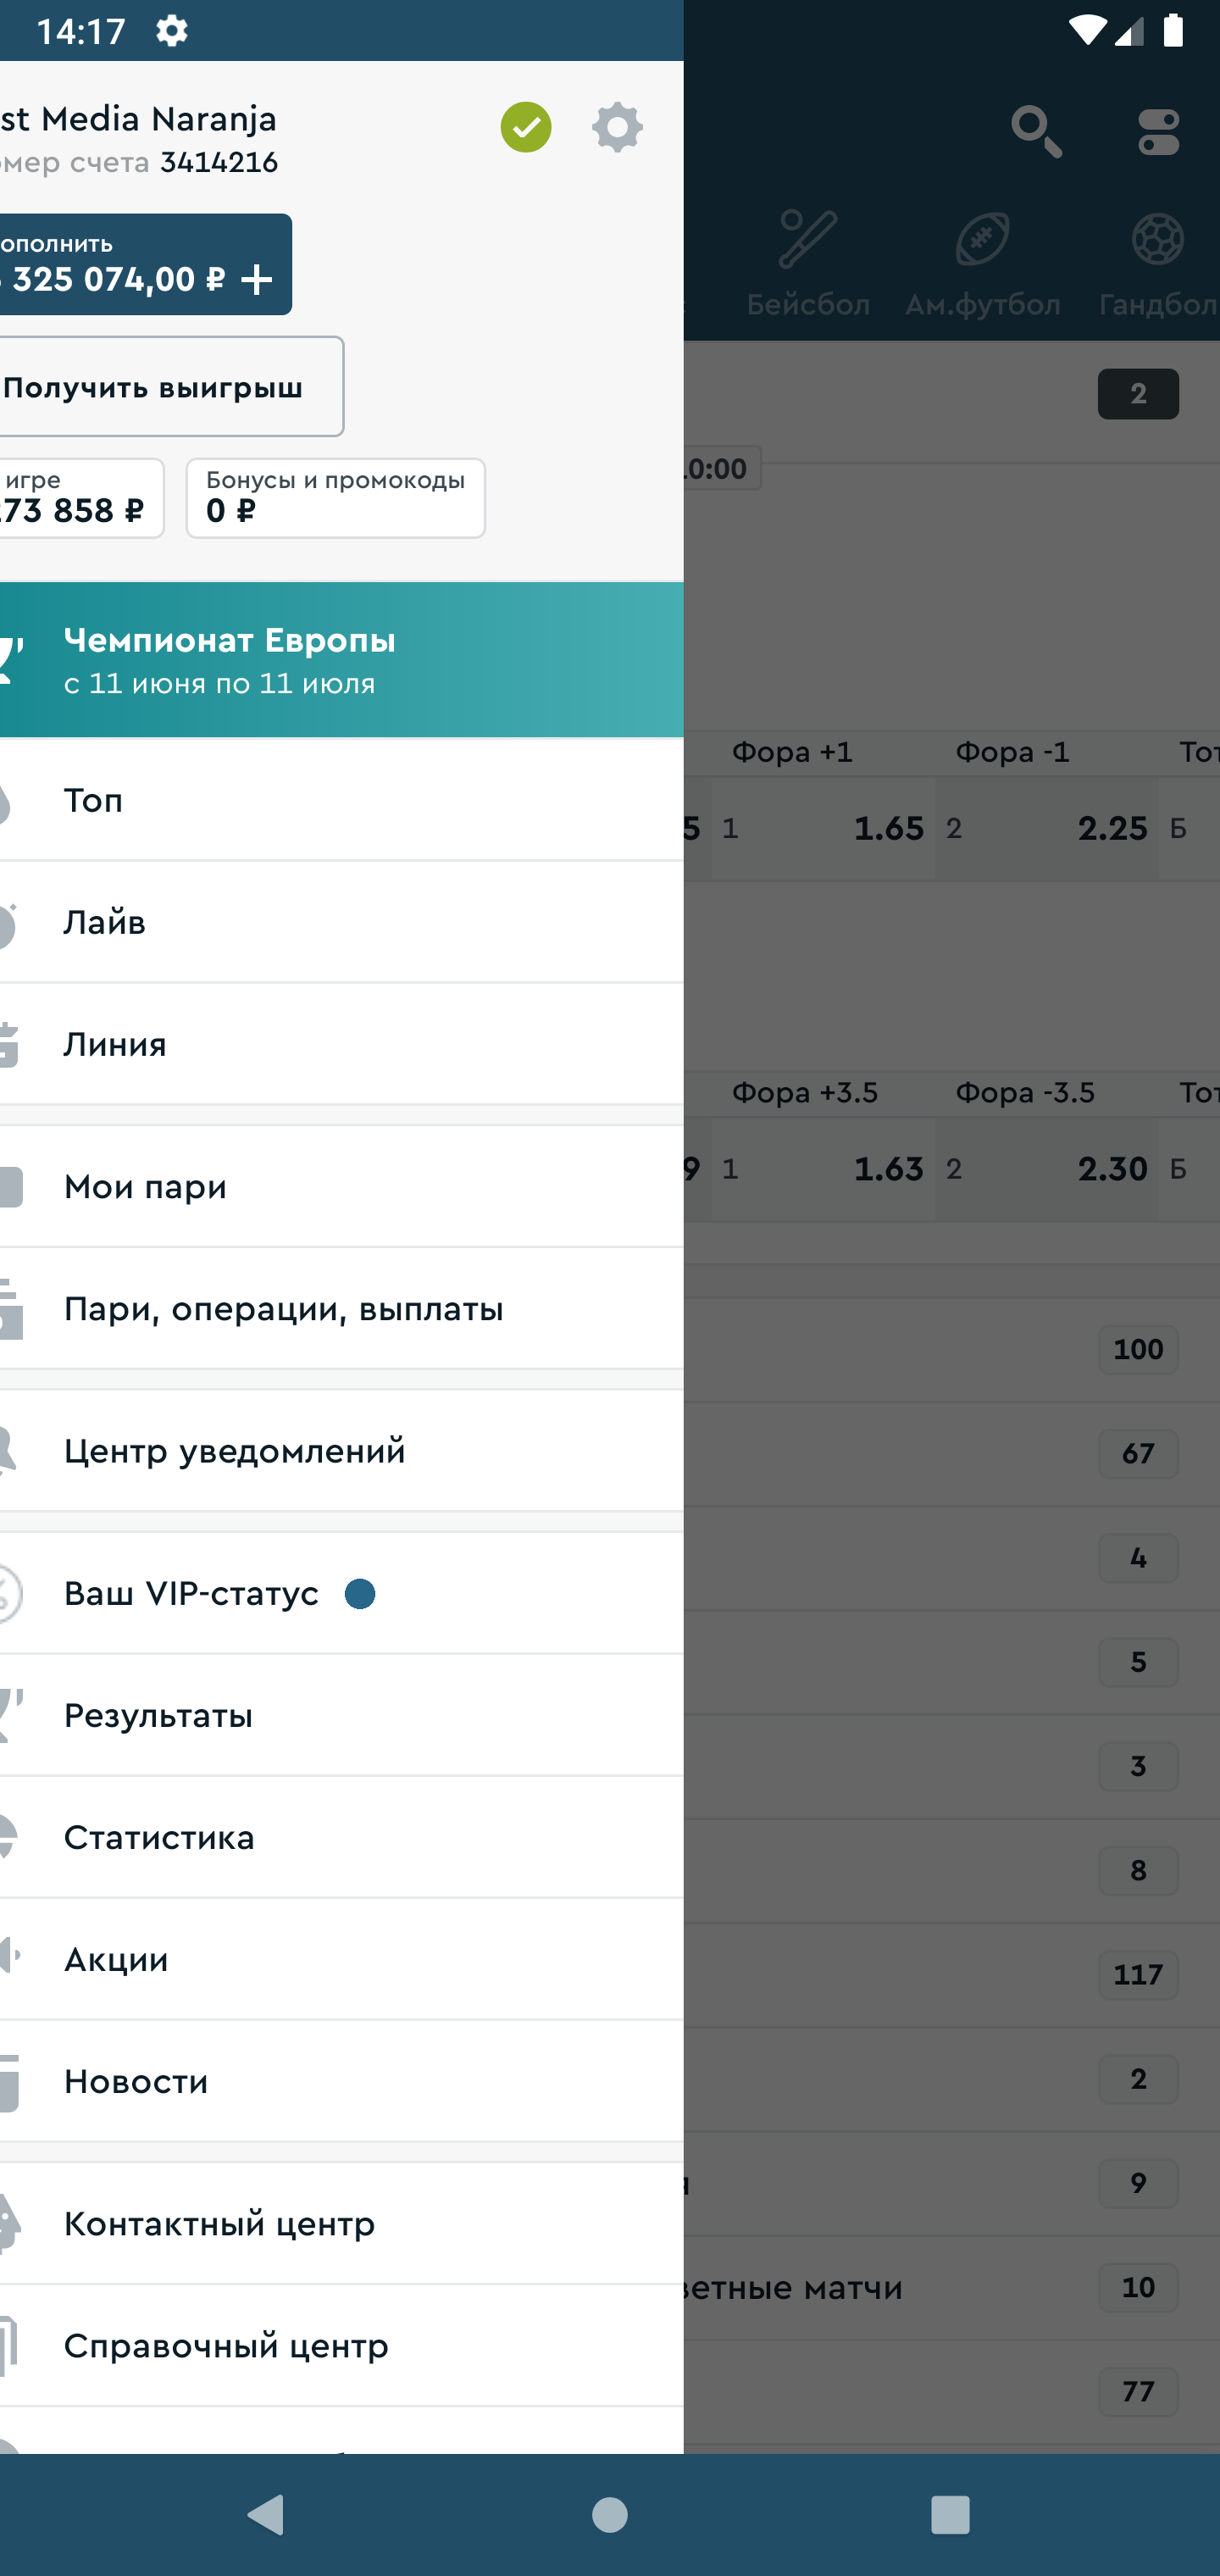 14:17
st Media Naranja
мер счета 3414216
ополнить
325 074,00 ₽
Получить выигрыш
игре
73 858 ₽
Бонусы и промокоды
0 ₽
Чемпионат Европы
с 11 июня по 11 июля
Топ
Лайв
Линия
Мои пари
Пари, операции, выплаты
Центр уведомлений
Ваш VIP-статус
Результаты
Статистика
Акции
Новости
Контактный центр
Справочный центр
Бейсбол
Ам.футбол
Гандбол
2
0:00
Фора +1
Фора -1
Тот
5
1
1.65
2
2.25
Б
Фора +3.5
Фора -3.5
Тот
9
1
1.63
2
2.30
Б
100
67
4
5
3
8
117
2
я
9
ветные матчи
10
77